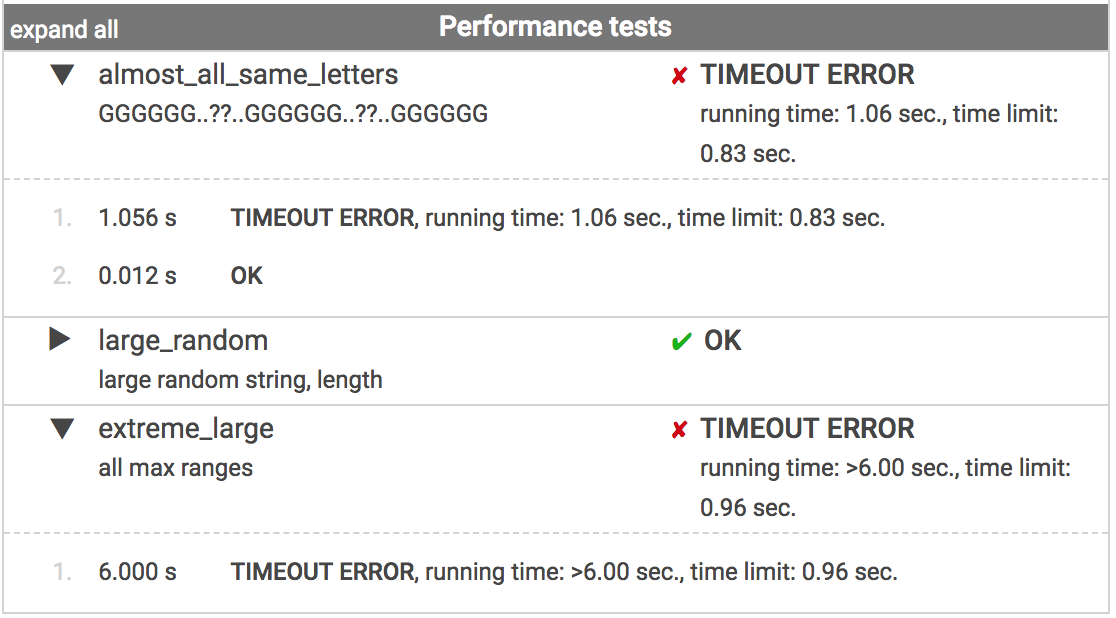 expand all Performance tests
almost_all_same_letters TIMEOUT ERROR
GGGGGG..??..GGGGGG..??..GGGGGG running time: 1.06 sec., time limit:
0.83 sec.
1. 1.056 s TIMEOUT ERROR, running time: 1.06 sec., time limit: 0.83 sec.
2. 0.012 s OK
large_random OK
large random string, length
extreme_large TIMEOUT ERROR
all max ranges running time: >6.00 sec., time limit:
0.96 sec.
1. 6.000 s TIMEOUT ERROR, running time: >6.00 sec., time limit: 0.96 sec.